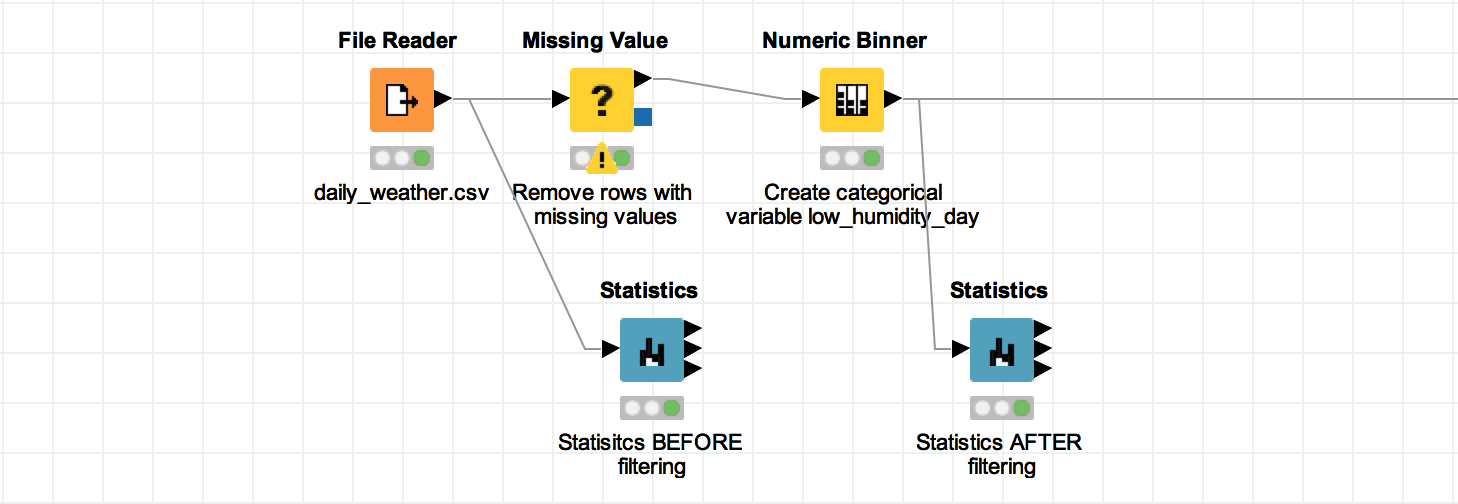 File Reader
Missing Value
Numeric Binner
?
!
daily_weather.csv
Remove rows with
missing values
Create categorical
variable low_humidity_day
Statistics
Statistics
Statisitcs BEFORE
filtering
Statistics AFTER
filtering